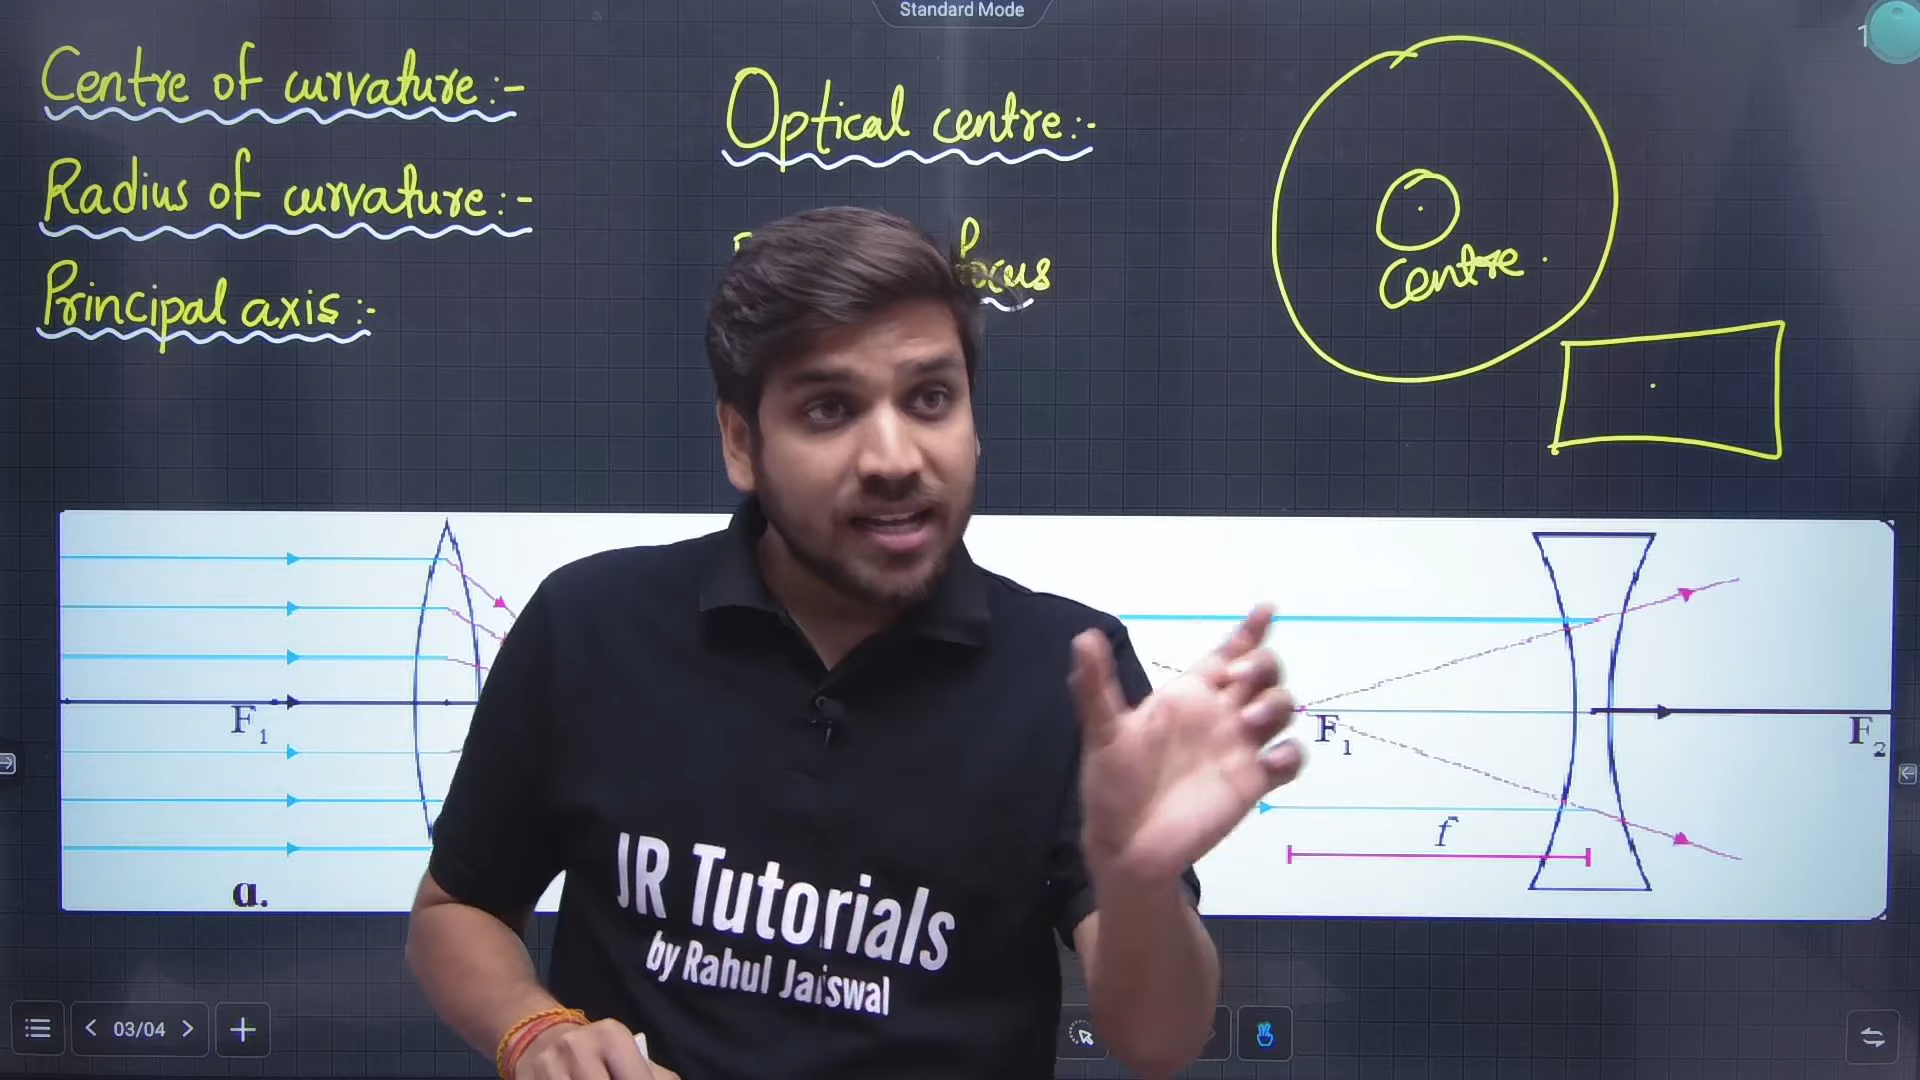 Standard Mode
Centre of curvature:-
Radius of curvature:-
Principal axis:-
Optical centre:-
focus
centre.
1
F1
a.
F1
F2
f
JR Tutorials
by Rahul Jaiswal
03/04